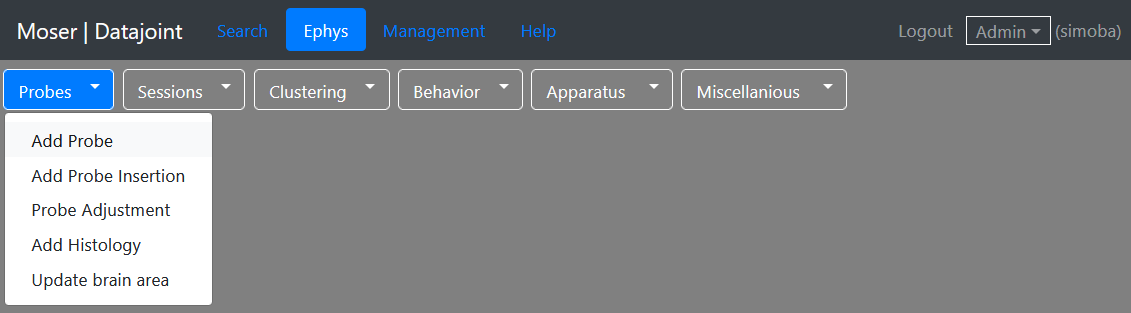 Moser | Datajoint Search Ephys Management Help Logout Admin (simoba)
Probes Sessions Clustering Behavior Apparatus Miscellanious
Add Probe
Add Probe Insertion
Probe Adjustment
Add Histology
Update brain area